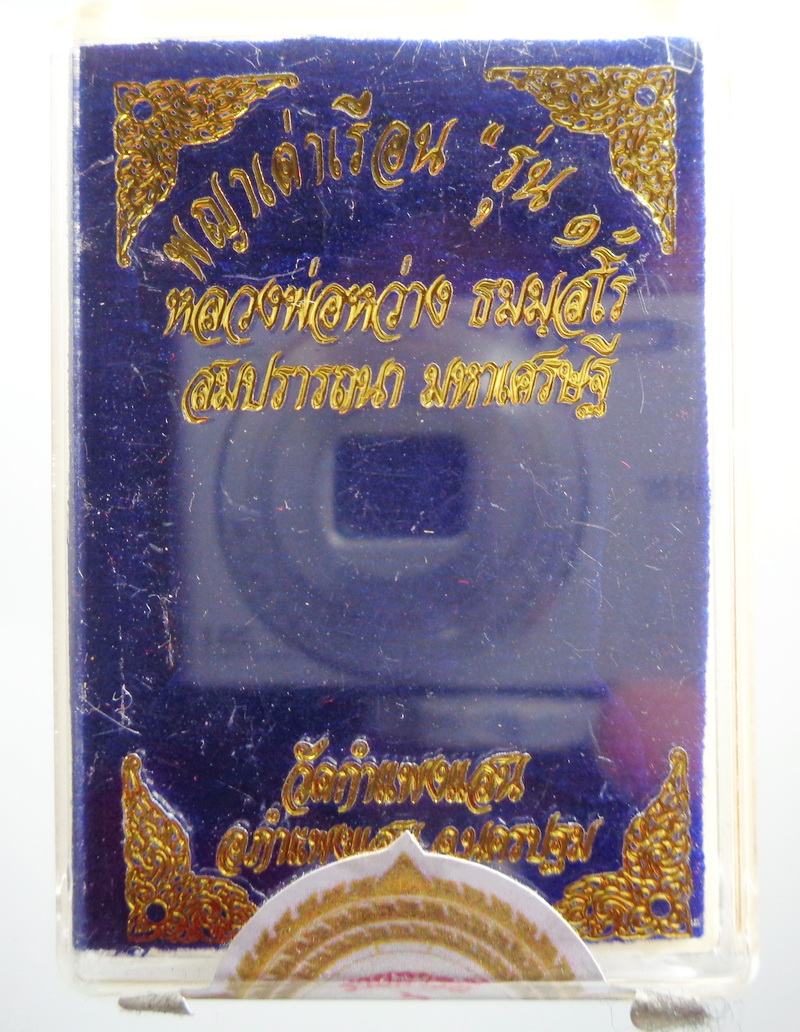 พญาเต่าเรือน "รุ่น ๑"
หลวงพ่อหว่าง ธมฺมสโร
สมปรารถนา มหาเศรษฐี
วัดกำแพงแสน
อ.กำแพงแสน จ.นครปฐม